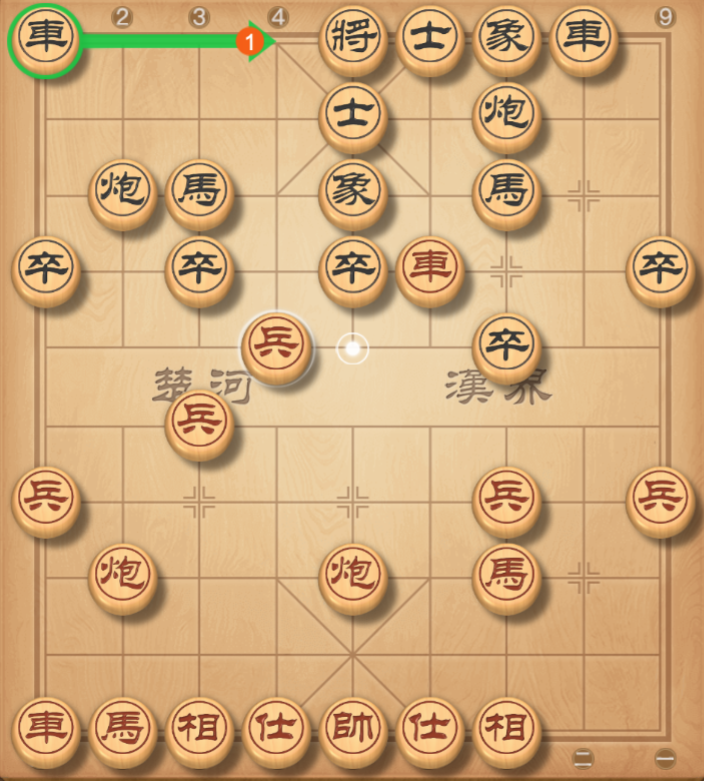 2 3 4 9
車 1 將 士 象 車
士 炮
炮 馬 象 馬
卒 卒 卒 車 卒
兵 卒
楚河 漢界
兵
兵 兵 兵
炮 炮 馬
車 馬 相 仕 帥 仕 相
二 一